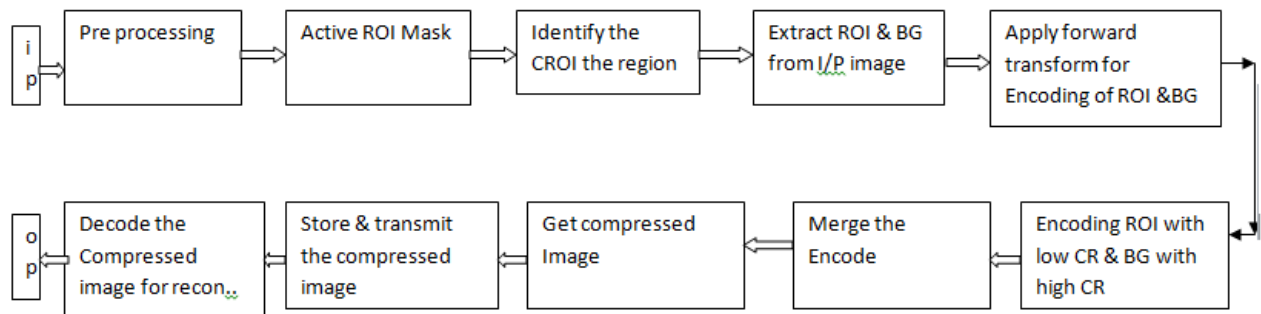 i
p
Pre processing
Active ROI Mask
Identify the
CROI the region
Extract ROI & BG
from I/P image
Apply forward
transform for
Encoding of ROI &BG
Encoding ROI with
low CR & BG with
high CR
Merge the
Encode
Get compressed
Image
Store & transmit
the compressed
image
Decode the
Compressed
image for recon..
o
p